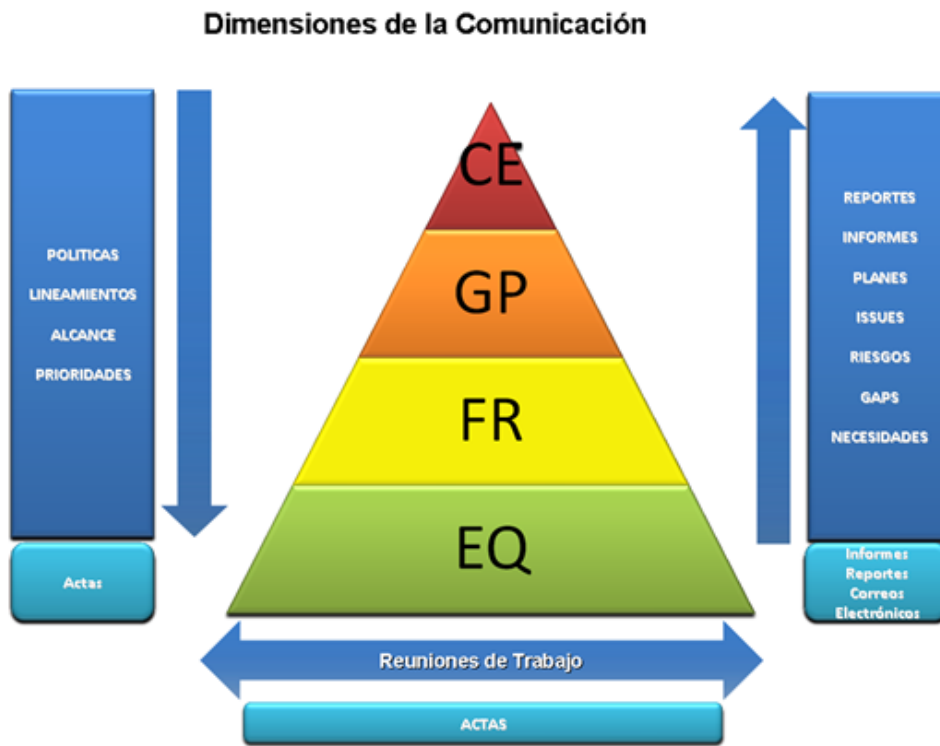 Dimensiones de la Comunicación
POLITICAS
LINEAMIENTOS
ALCANCE
PRIORIDADES
Actas
CE
GP
FR
EQ
REPORTES
INFORMES
PLANES
ISSUES
RIESGOS
GAPS
NECESIDADES
Informes
Reportes
Correos
Electrónicos
Reuniones de Trabajo
ACTAS